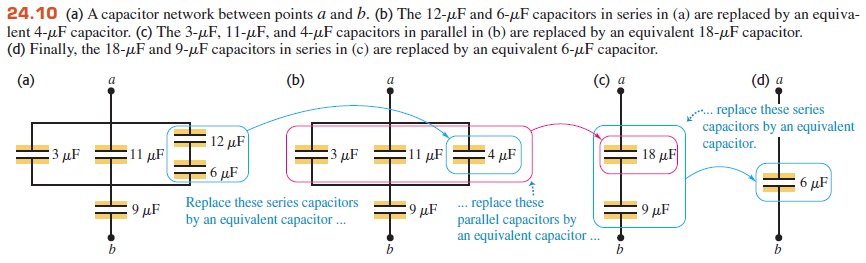 24.10 (a) A capacitor network between points a and b. (b) The 12-μF and 6-μF capacitors in series in (a) are replaced by an equiva-
lent 4-μF capacitor. (c) The 3-μF, 11-μF, and 4-μF capacitors in parallel in (b) are replaced by an equivalent 18-μF capacitor.
(d) Finally, the 18-μF and 9-μF capacitors in series in (c) are replaced by an equivalent 6-μF capacitor.
(a)
a
3 μF
11 μF
12 μF
6 μF
9 μF
b
Replace these series capacitors
by an equivalent capacitor ...
(b)
a
3 μF
11 μF
4 μF
9 μF
b
... replace these
parallel capacitors by
an equivalent capacitor ...
(c)
a
18 μF
9 μF
b
(d)
a
... replace these series
capacitors by an equivalent
capacitor.
6 μF
b